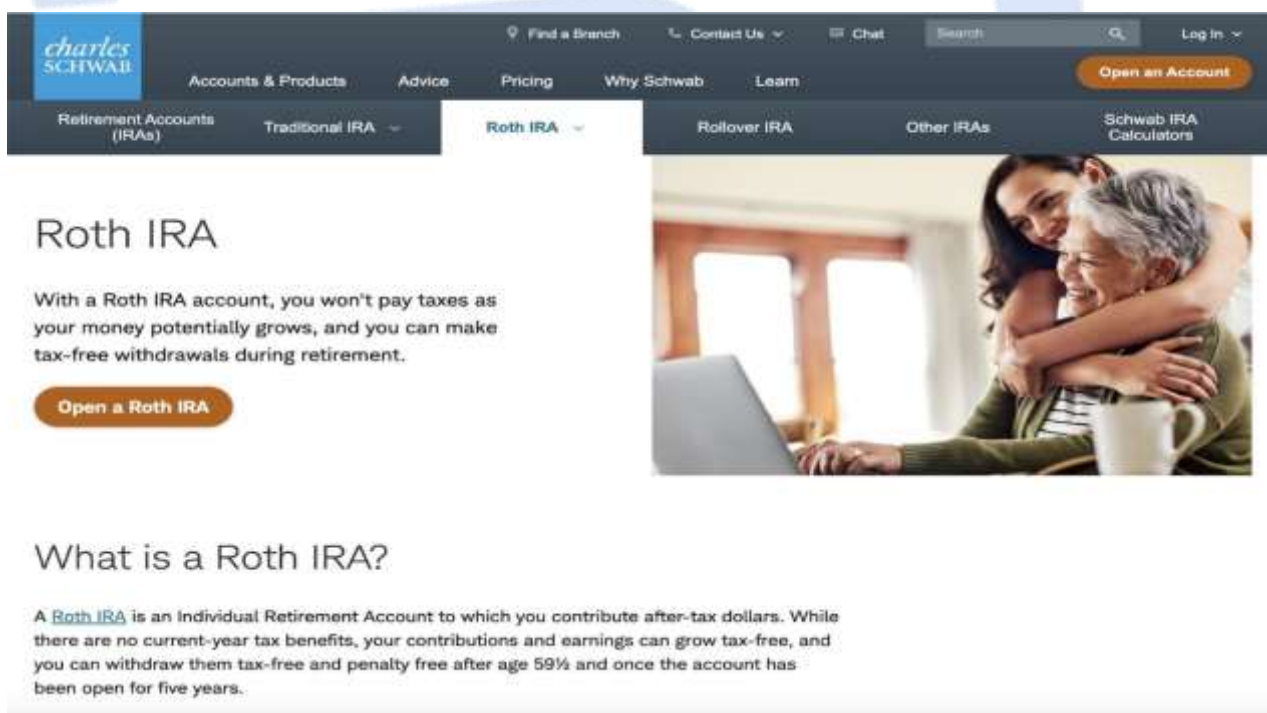 charles
SCHWAB
Find a Branch
Contact Us
Chat
Search
Log In
Accounts & Products
Advice
Pricing
Why Schwab
Learn
Open an Account
Retirement Accounts
(IRAs)
Traditional IRA
Roth IRA
Rollover IRA
Other IRAs
Schwab IRA
Calculators
Roth IRA
With a Roth IRA account, you won't pay taxes as
your money potentially grows, and you can make
tax-free withdrawals during retirement.
Open a Roth IRA
What is a Roth IRA?
A Roth IRA is an Individual Retirement Account to which you contribute after-tax dollars. While
there are no current-year tax benefits, your contributions and earnings can grow tax-free, and
you can withdraw them tax-free and penalty free after age 59½ and once the account has
been open for five years.